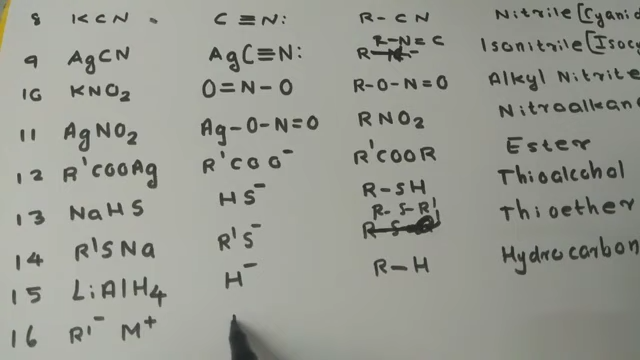 8 KCN - C≡N: R-CN Nitrile [Cyanid
9 AgCN AgC≡N: R-N≡C Isonitrile [Isocy
10 KNO2 O=N-O R-O-N=O Alkyl Nitrite
11 AgNO2 Ag-O-N=O RNO2 Nitroalkane
12 R'COOAg R'COO⁻ R'COOR Ester
13 NaHS HS⁻ R-SH Thioalcohol
14 R'SNa R'S⁻ R-S-R' Thioether
15 LiAlH4 H⁻ R-H Hydrocarbon
16 R'⁻ M⁺